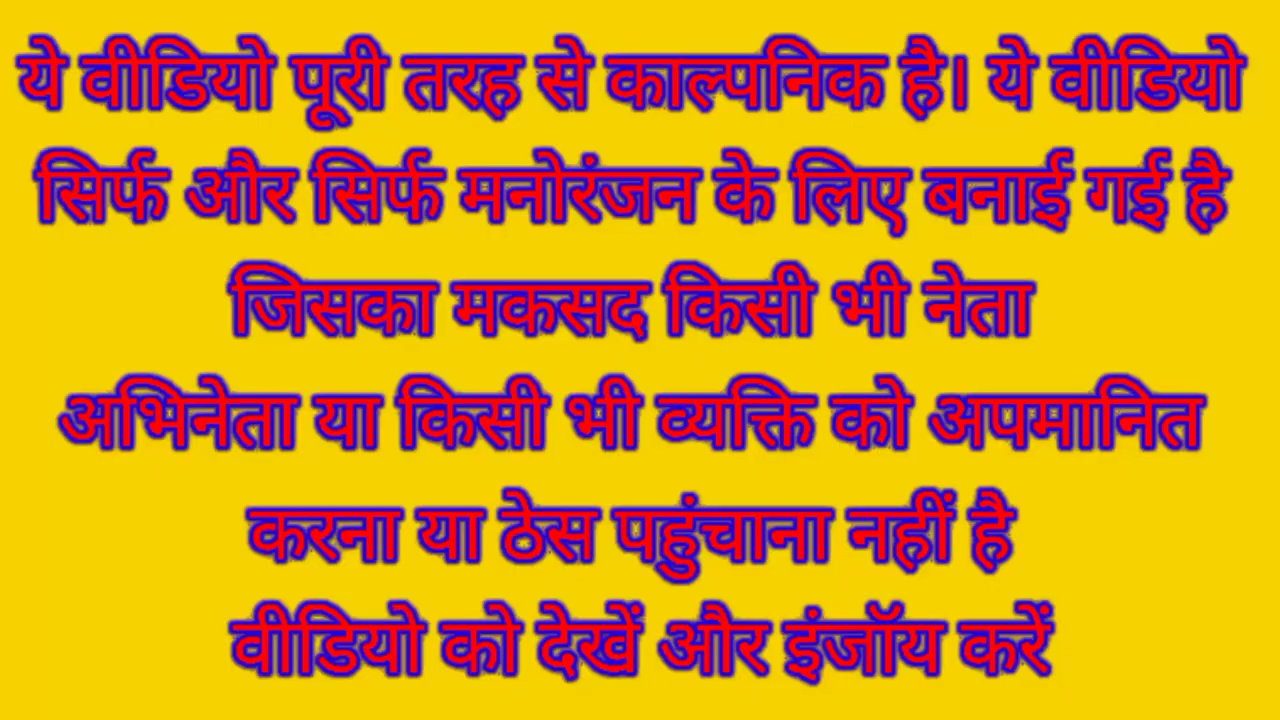 ये वीडियो पूरी तरह से काल्पनिक है। ये वीडियो
सिर्फ और सिर्फ मनोरंजन के लिए बनाई गई है
जिसका मकसद किसी भी नेता
अभिनेता या किसी भी व्यक्ति को अपमानित
करना या ठेस पहुंचाना नहीं है
वीडियो को देखें और इंजॉय करें